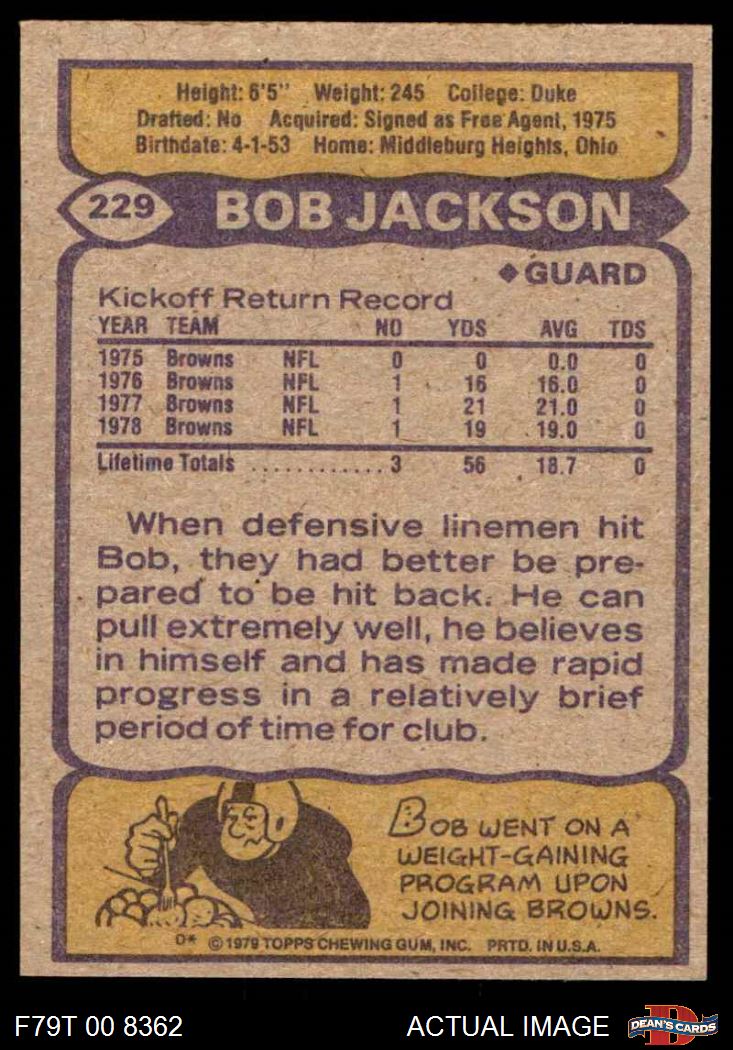 Height: 6'5" Weight: 245 College: Duke
Drafted: No Acquired: Signed as Free Agent, 1975
Birthdate: 4-1-53 Home: Middleburg Heights, Ohio
229 BOB JACKSON
◆GUARD
Kickoff Return Record
YEAR TEAM NO YDS AVG TDS
1975 Browns NFL 0 0 0.0 0
1976 Browns NFL 1 16 16.0 0
1977 Browns NFL 1 21 21.0 0
1978 Browns NFL 1 19 19.0 0
Lifetime Totals ............ 3 56 18.7 0
When defensive linemen hit
Bob, they had better be pre-
pared to be hit back. He can
pull extremely well, he believes
in himself and has made rapid
progress in a relatively brief
period of time for club.
BOB WENT ON A
WEIGHT-GAINING
PROGRAM UPON
JOINING BROWNS.
D* © 1979 TOPPS CHEWING GUM, INC. PRTD. IN U.S.A.
F79T 00 8362 ACTUAL IMAGE DEAN'S CARDS